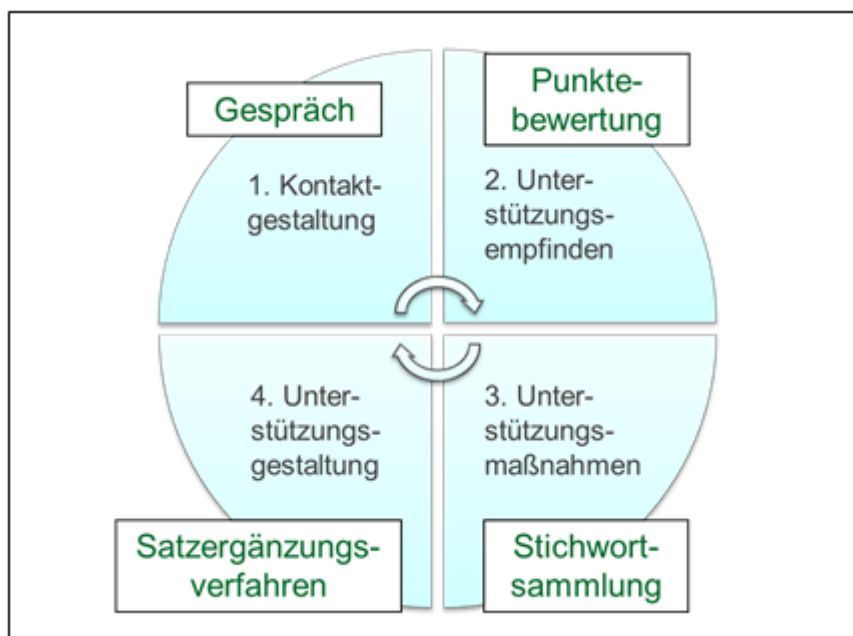 Gespräch
1. Kontakt-
gestaltung
Punkte-
bewertung
2. Unter-
stützungs-
empfinden
3. Unter-
stützungs-
maßnahmen
Stichwort-
sammlung
4. Unter-
stützungs-
gestaltung
Satzergänzungs-
verfahren